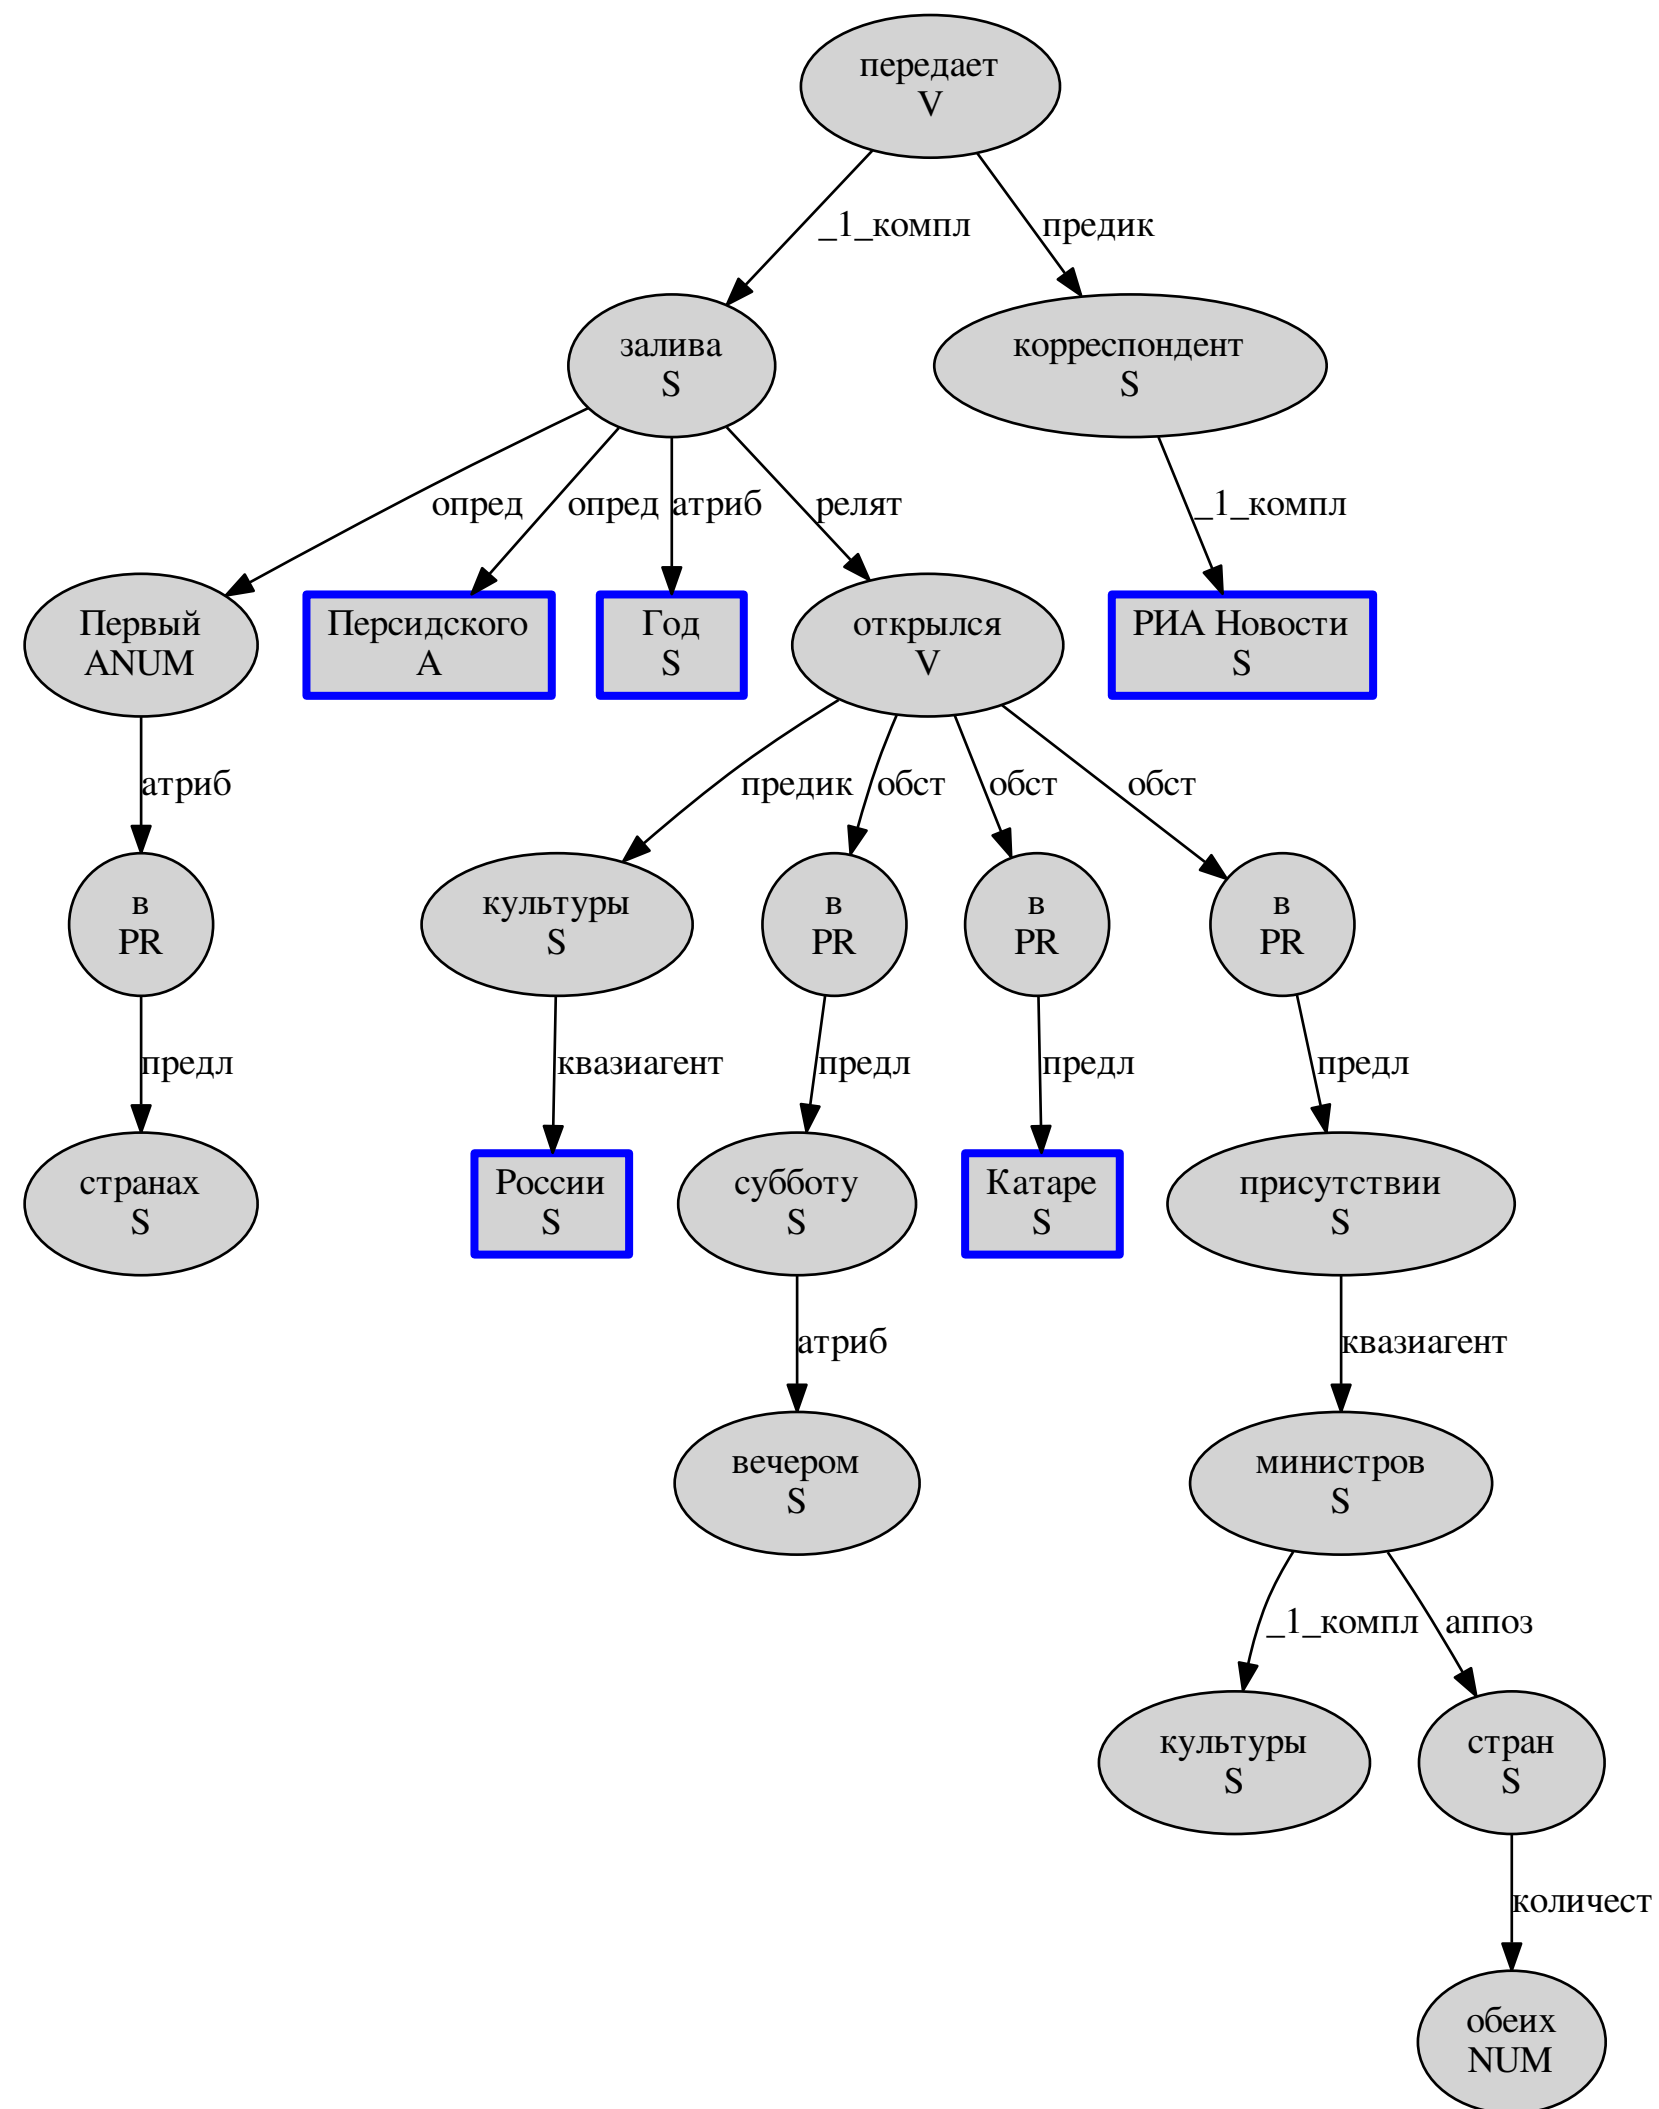 передает
V
_1_компл
предик
залива
S
корреспондент
S
опред
опред
атриб
релят
_1_компл
Первый
ANUM
Персидского
A
Год
S
открылся
V
РИА Новости
S
атриб
предик
обст
обст
обст
в
PR
культуры
S
в
PR
в
PR
в
PR
предл
квазиагент
предл
предл
предл
странах
S
России
S
субботу
S
Катаре
S
присутствии
S
атриб
квазиагент
вечером
S
министров
S
_1_компл
аппоз
культуры
S
стран
S
количест
обеих
NUM